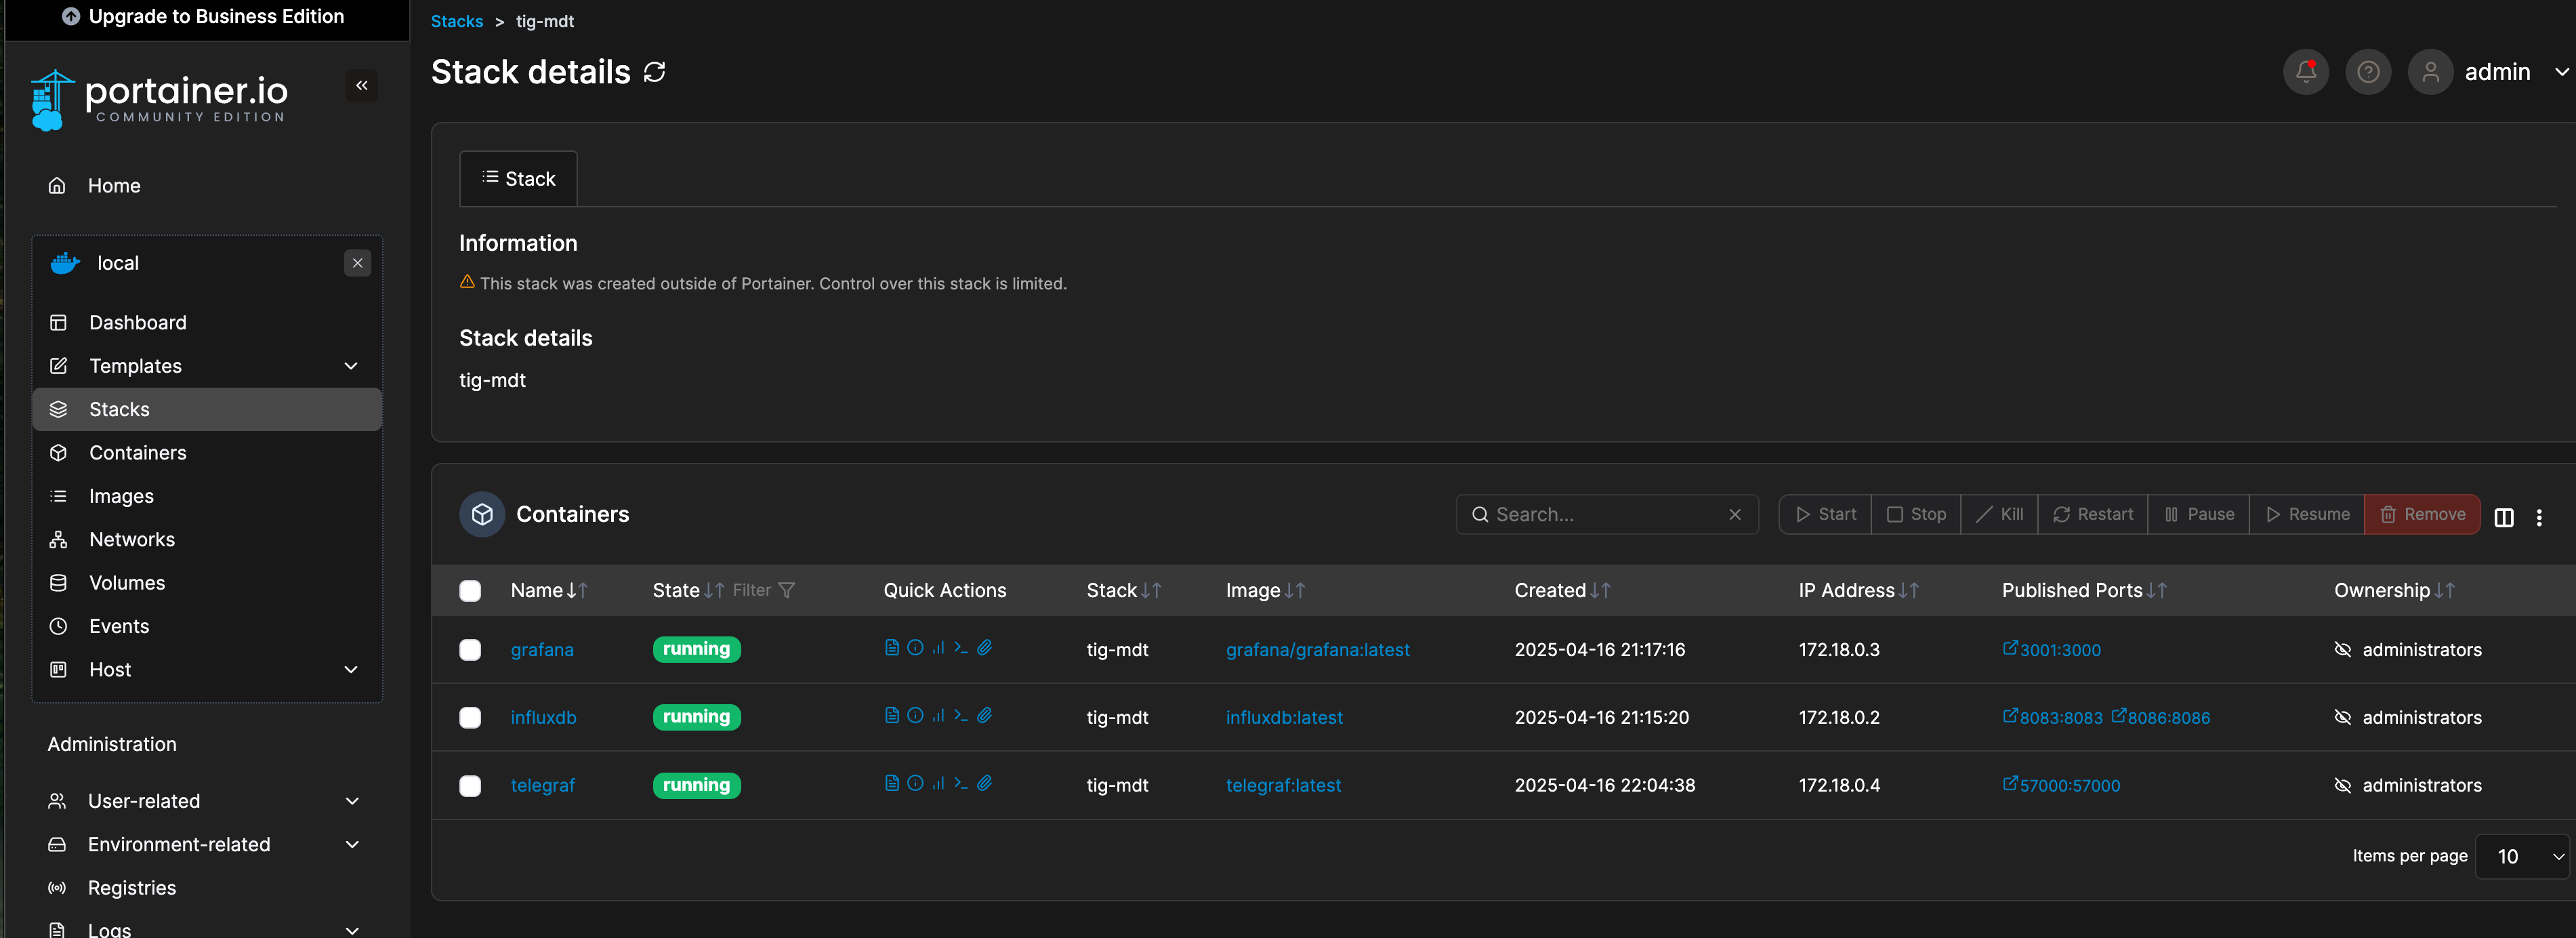 Upgrade to Business Edition
portainer.io
COMMUNITY EDITION
Home
local
Dashboard
Templates
Stacks
Containers
Images
Networks
Volumes
Events
Host
Administration
User-related
Environment-related
Registries
Logs
Stacks > tig-mdt
Stack details
admin
Stack
Information
This stack was created outside of Portainer. Control over this stack is limited.
Stack details
tig-mdt
Containers
Search...
Start Stop Kill Restart Pause Resume Remove
Name State Filter Quick Actions Stack Image Created IP Address Published Ports Ownership
grafana running tig-mdt grafana/grafana:latest 2025-04-16 21:17:16 172.18.0.3 3001:3000 administrators
influxdb running tig-mdt influxdb:latest 2025-04-16 21:15:20 172.18.0.2 8083:8083 8086:8086 administrators
telegraf running tig-mdt telegraf:latest 2025-04-16 22:04:38 172.18.0.4 57000:57000 administrators
Items per page 10